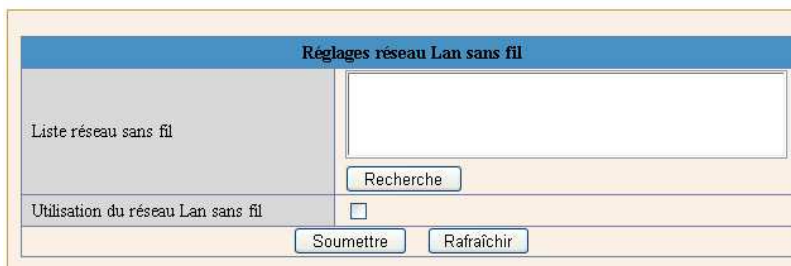 Réglages réseau Lan sans fil
Liste réseau sans fil
Recherche
Utilisation du réseau Lan sans fil
Soumettre Rafraîchir